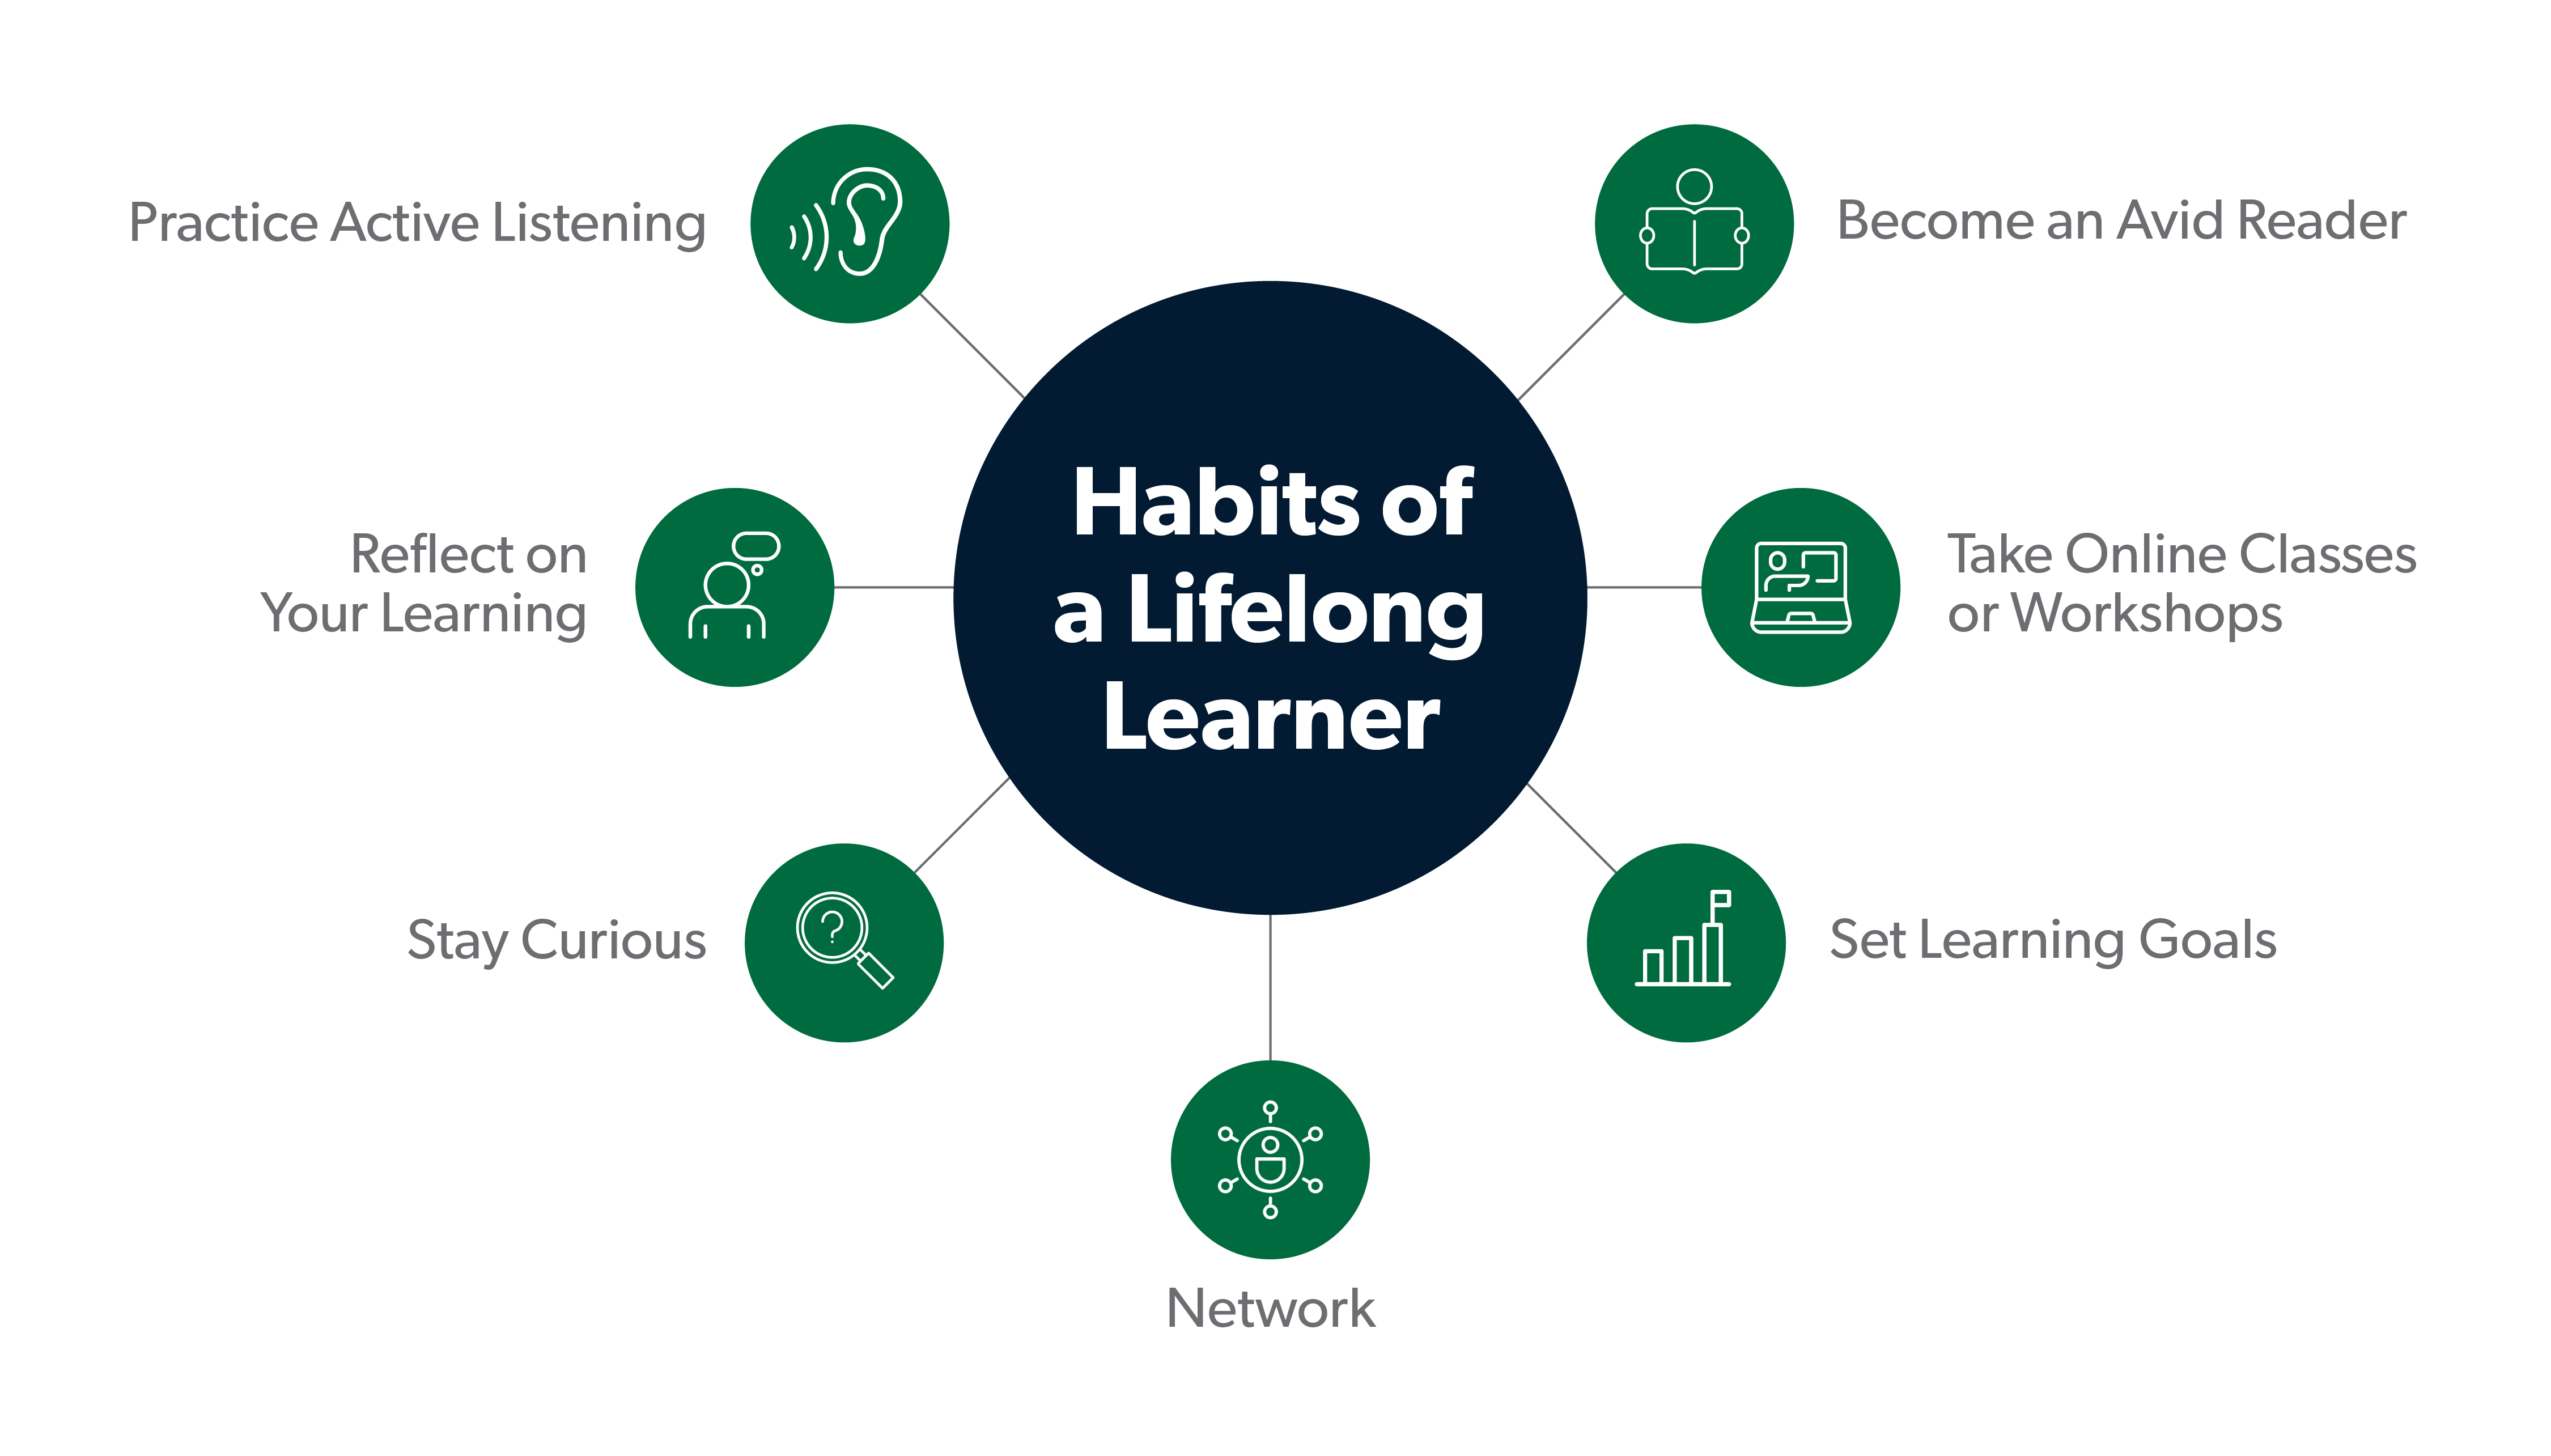 Practice Active Listening
Become an Avid Reader
Habits of
a Lifelong
Learner
Reflect on
Your Learning
Take Online Classes
or Workshops
Stay Curious
?
Set Learning Goals
Network